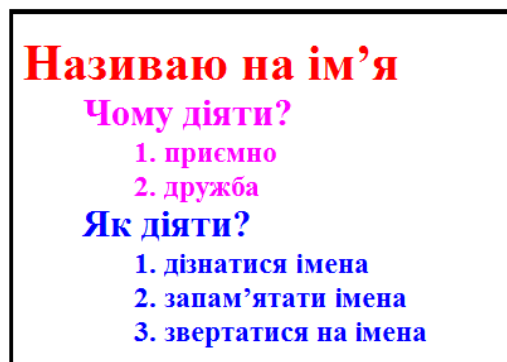 Називаю на ім’я
Чому діяти?
1. приємно
2. дружба
Як діяти?
1. дізнатися імена
2. запам’ятати імена
3. звертатися на імена